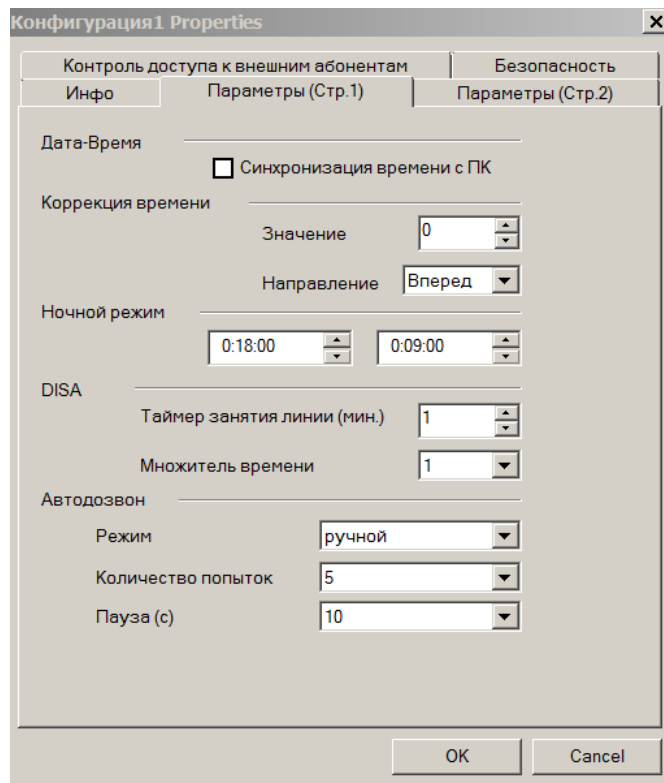 Конфигурация1 Properties
Контроль доступа к внешним абонентам Безопасность
Инфо Параметры (Стр.1) Параметры (Стр.2)
Дата-Время
Синхронизация времени с ПК
Коррекция времени
Значение 0
Направление Вперед
Ночной режим
0:18:00 0:09:00
DISA
Таймер занятия линии (мин.) 1
Множитель времени 1
Автодозвон
Режим ручной
Количество попыток 5
Пауза (с) 10
OK Cancel